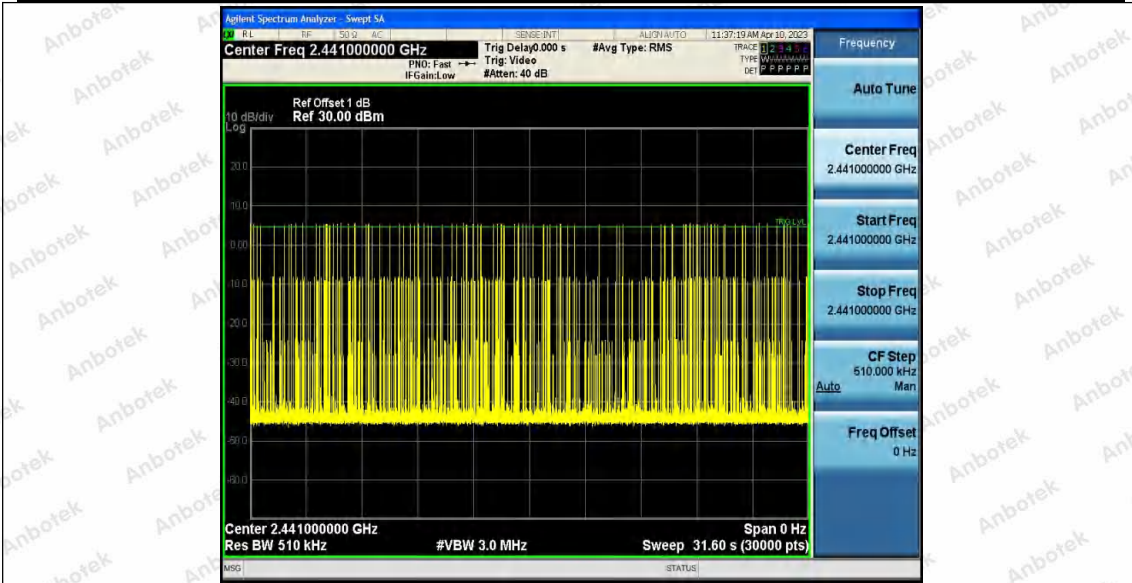 Agilent Spectrum Analyzer - Swept SA
RL RF 50 Ω AC SENSE:INT ALIGN AUTO 11:37:19 AM Apr 10, 2023
Center Freq 2.441000000 GHz
PNO: Fast
IFGain:Low
Trig Delay0.000 s
Trig: Video
#Atten: 40 dB
#Avg Type: RMS
TRACE 1 2 3 4 5 6
TYPE
DET P P P P P P
Ref Offset 1 dB
10 dB/div Ref 30.00 dBm
Log
20.0
10.0
TRIG LVL
0.00
-10.0
-20.0
-30.0
-40.0
-50.0
-60.0
Center 2.441000000 GHz Span 0 Hz
Res BW 510 kHz #VBW 3.0 MHz Sweep 31.60 s (30000 pts)
MSG STATUS
Frequency
Auto Tune
Center Freq
2.441000000 GHz
Start Freq
2.441000000 GHz
Stop Freq
2.441000000 GHz
CF Step
510.000 kHz
Auto Man
Freq Offset
0 Hz
Anbotek